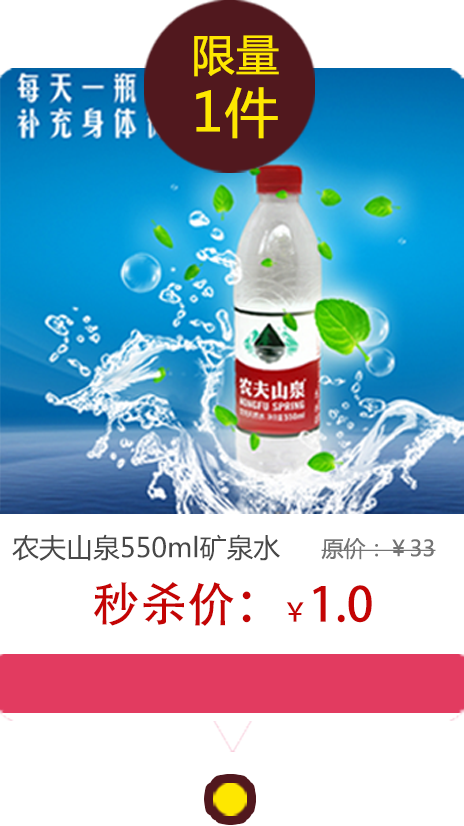 限量
1件
每天一瓶
补充身体
农夫山泉
NONGFU SPRING
550ml
农夫山泉550ml矿泉水
原价：￥33
秒杀价：￥1.0